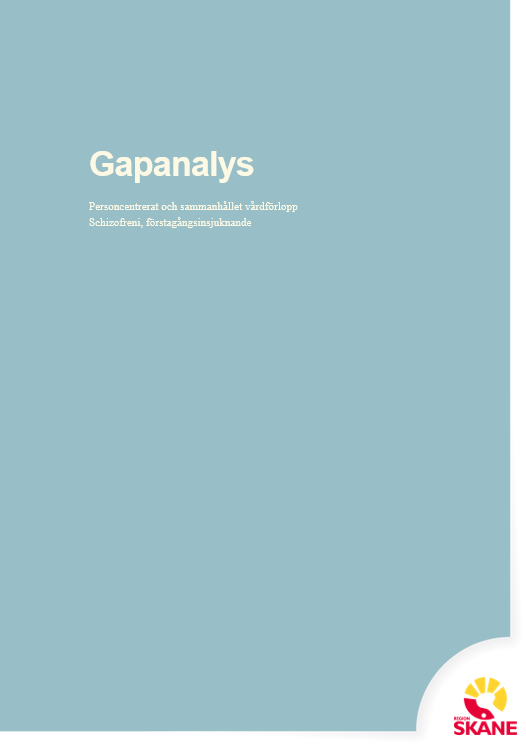 Gapanalys
Personcentrerat och sammanhållet vårdförlopp
Schizofreni, förstagångsinsjuknande
REGION
SKÅNE